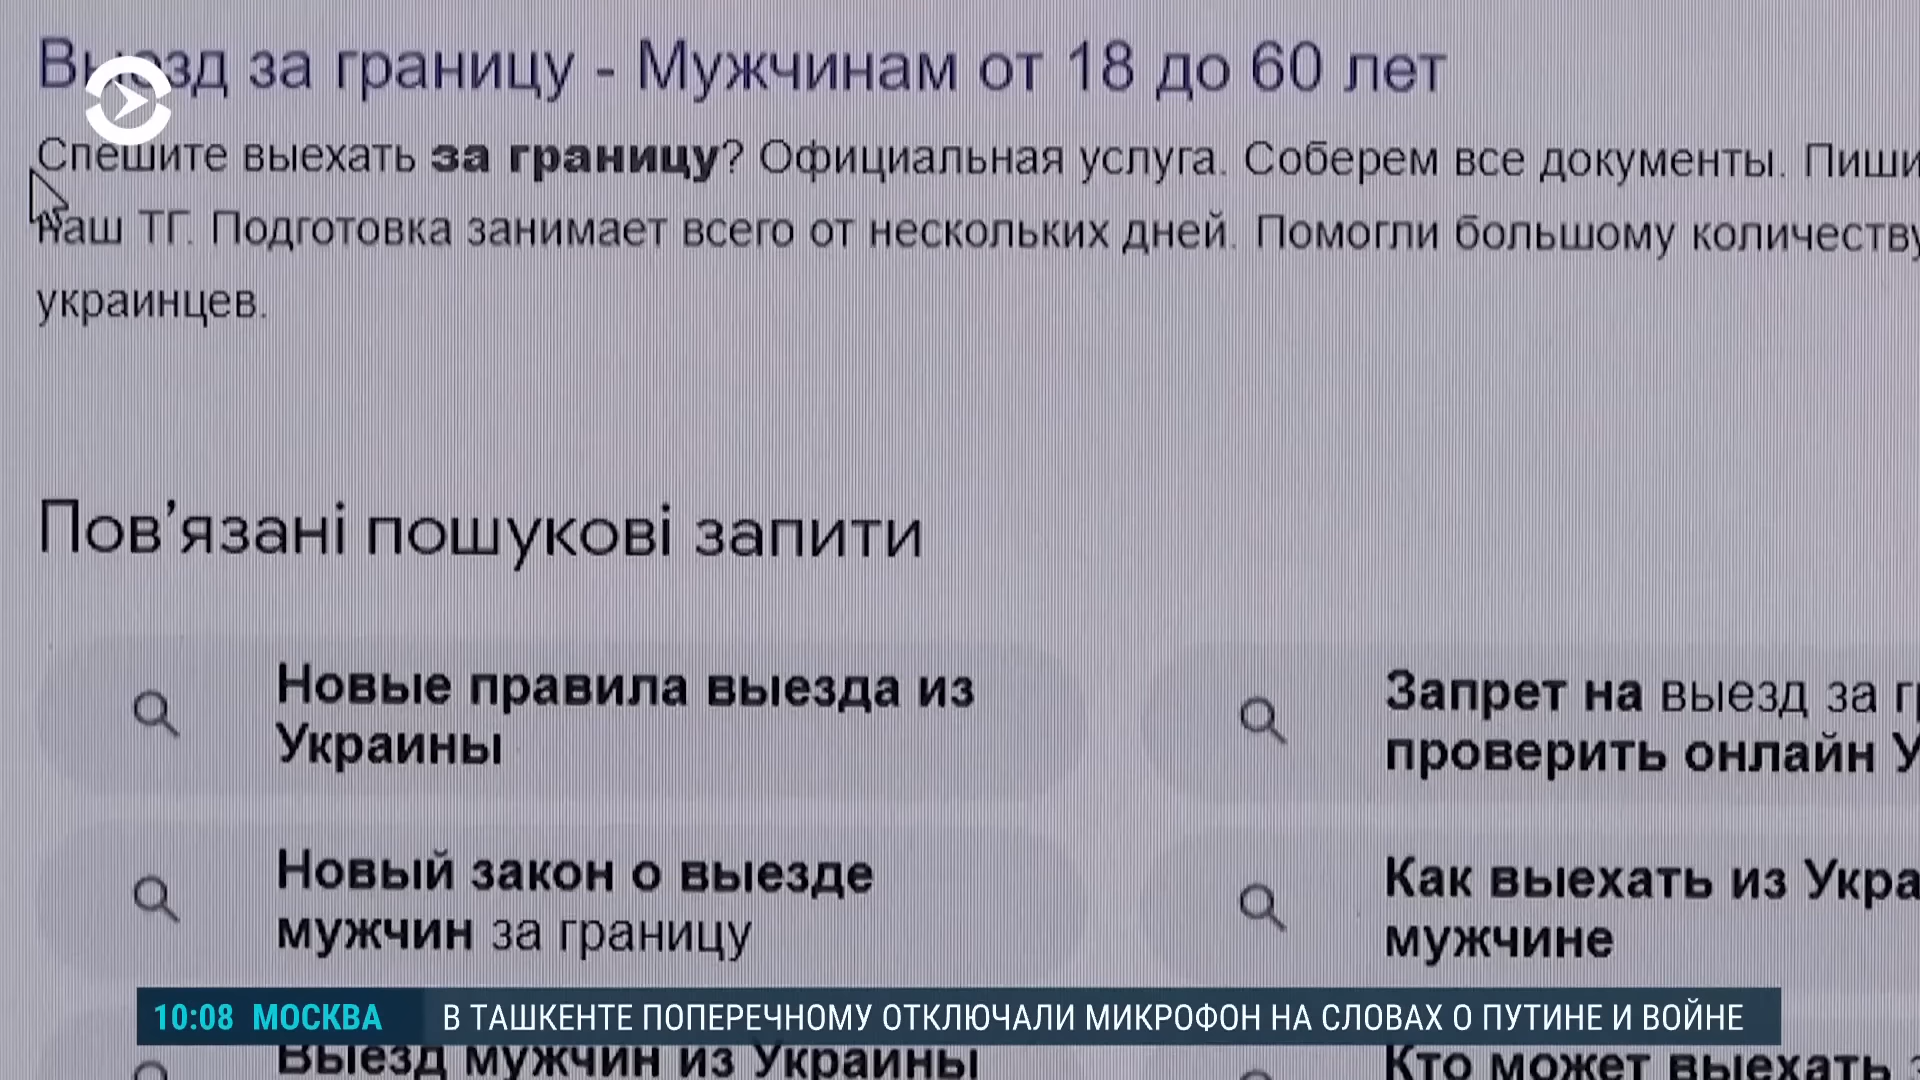 Выезд за границу - Мужчинам от 18 до 60 лет
Спешите выехать за границу? Официальная услуга. Соберем все документы.
наш ТГ. Подготовка занимает всего от нескольких дней. Помогли большому количеству
украинцев.
Пов’язані пошукові запити
Новые правила выезда из
Украины
Запрет на выезд за
проверить онлайн
Новый закон о выезде
мужчин за границу
Как выехать из
мужчине
10:08 МОСКВА В ТАШКЕНТЕ ПОПЕРЕЧНОМУ ОТКЛЮЧАЛИ МИКРОФОН НА СЛОВАХ О ПУТИНЕ И ВОЙНЕ
Выезд мужчин из Украины
Кто может выехать